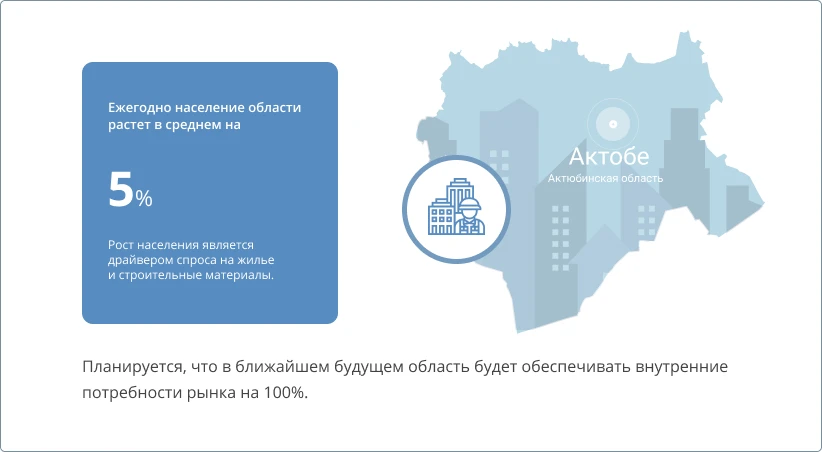 Ежегодно население области
растет в среднем на
5%
Рост населения является
драйвером спроса на жилье
и строительные материалы.
Актобе
Актюбинская область
Планируется, что в ближайшем будущем область будет обеспечивать внутренние
потребности рынка на 100%.